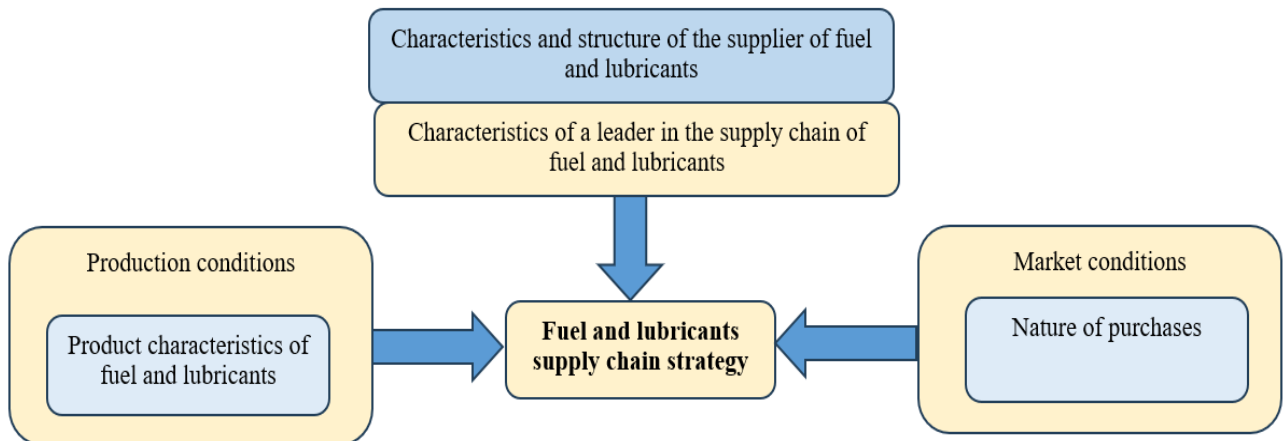 Characteristics and structure of the supplier of fuel
and lubricants
Characteristics of a leader in the supply chain of
fuel and lubricants
Production conditions
Product characteristics of
fuel and lubricants
Fuel and lubricants
supply chain strategy
Market conditions
Nature of purchases